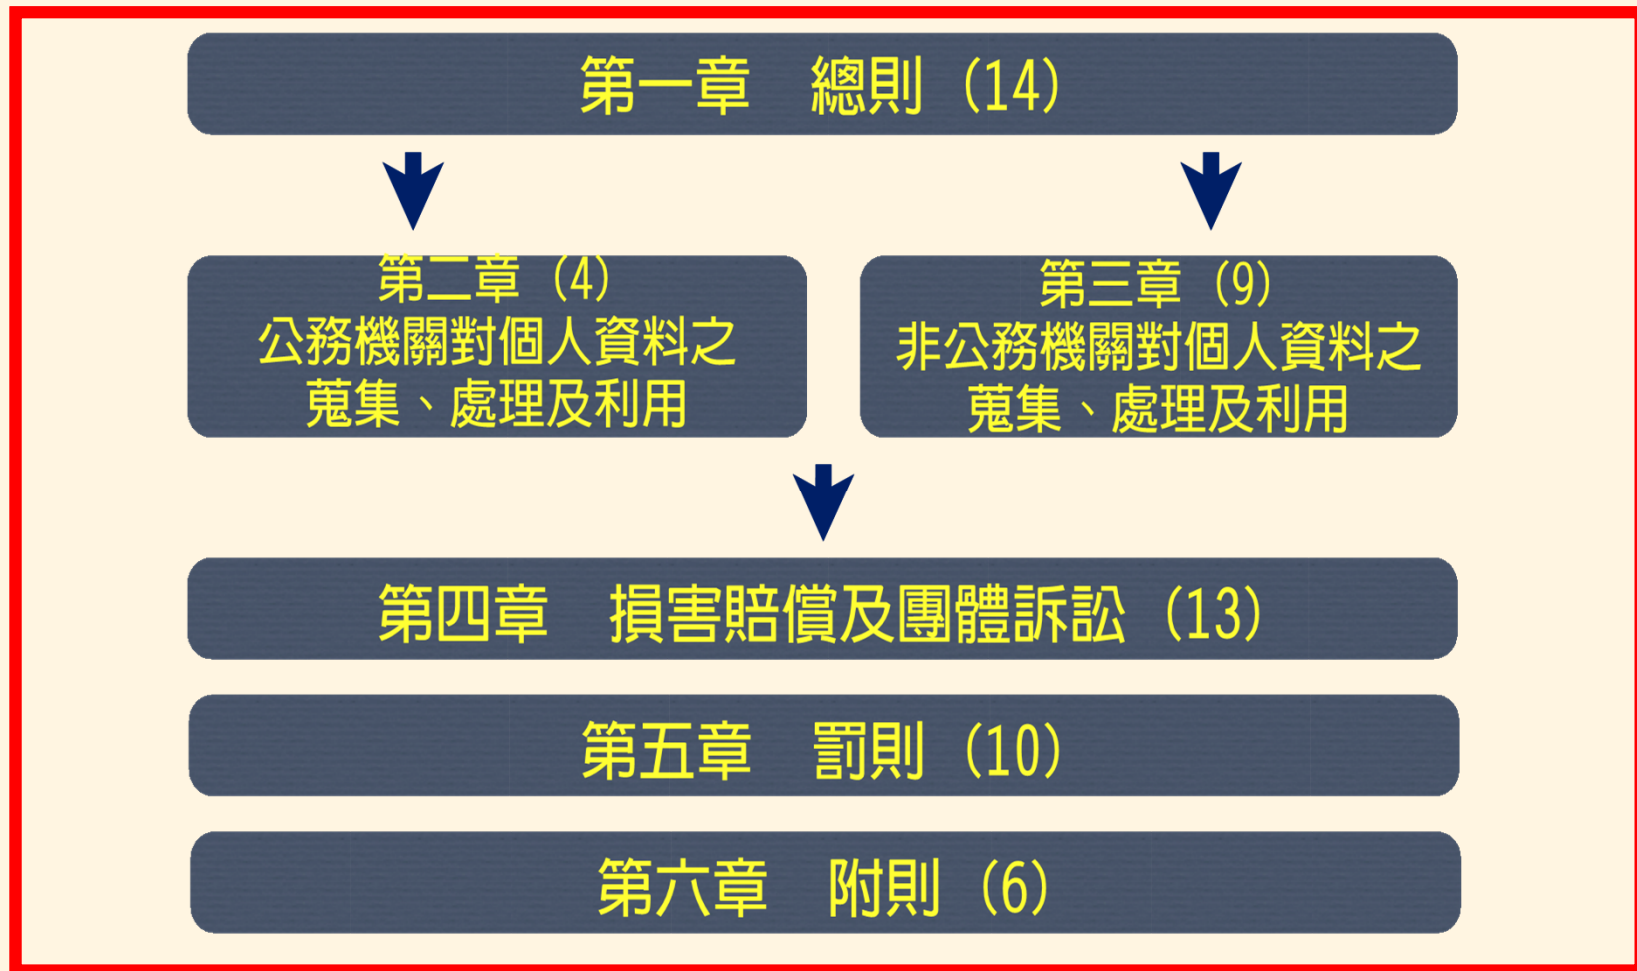 第一章　總則（14）
第二章（4）
公務機關對個人資料之
蒐集、處理及利用
第三章（9）
非公務機關對個人資料之
蒐集、處理及利用
第四章　損害賠償及團體訴訟（13）
第五章　罰則（10）
第六章　附則（6）